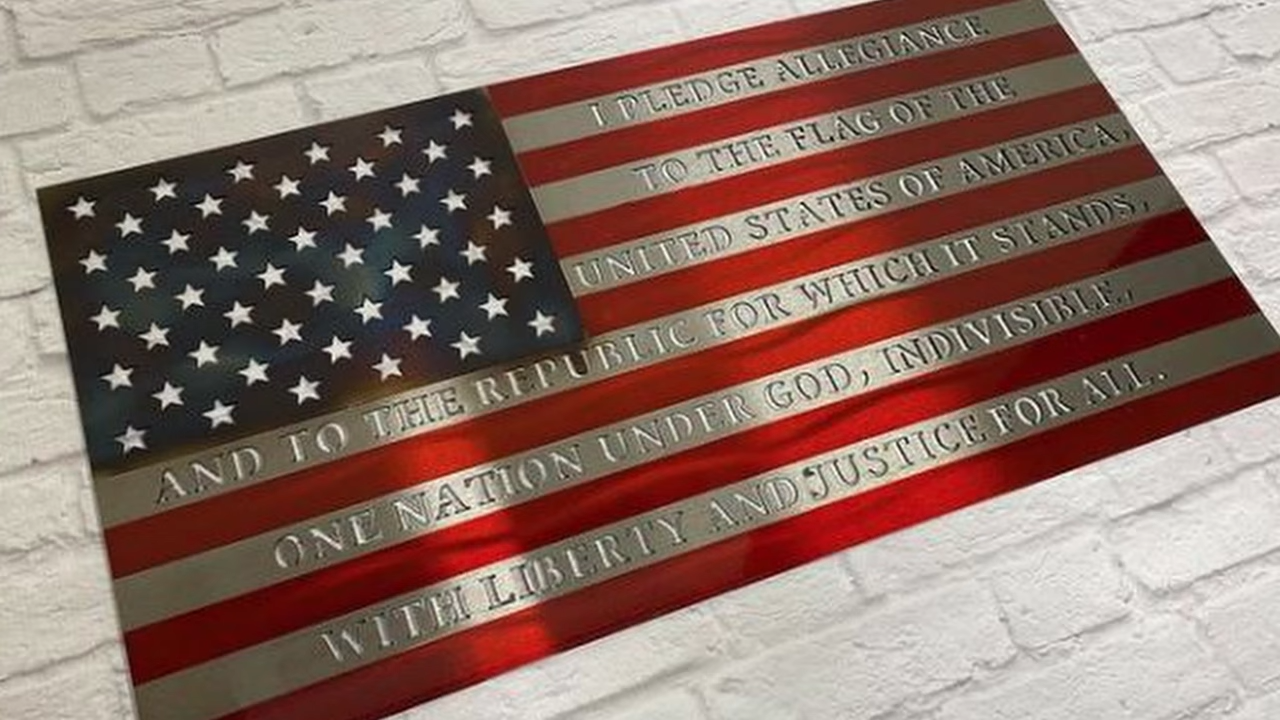 I PLEDGE ALLEGIANCE
TO THE FLAG OF THE
UNITED STATES OF AMERICA,
AND TO THE REPUBLIC FOR WHICH IT STANDS,
ONE NATION UNDER GOD, INDIVISIBLE,
WITH LIBERTY AND JUSTICE FOR ALL.